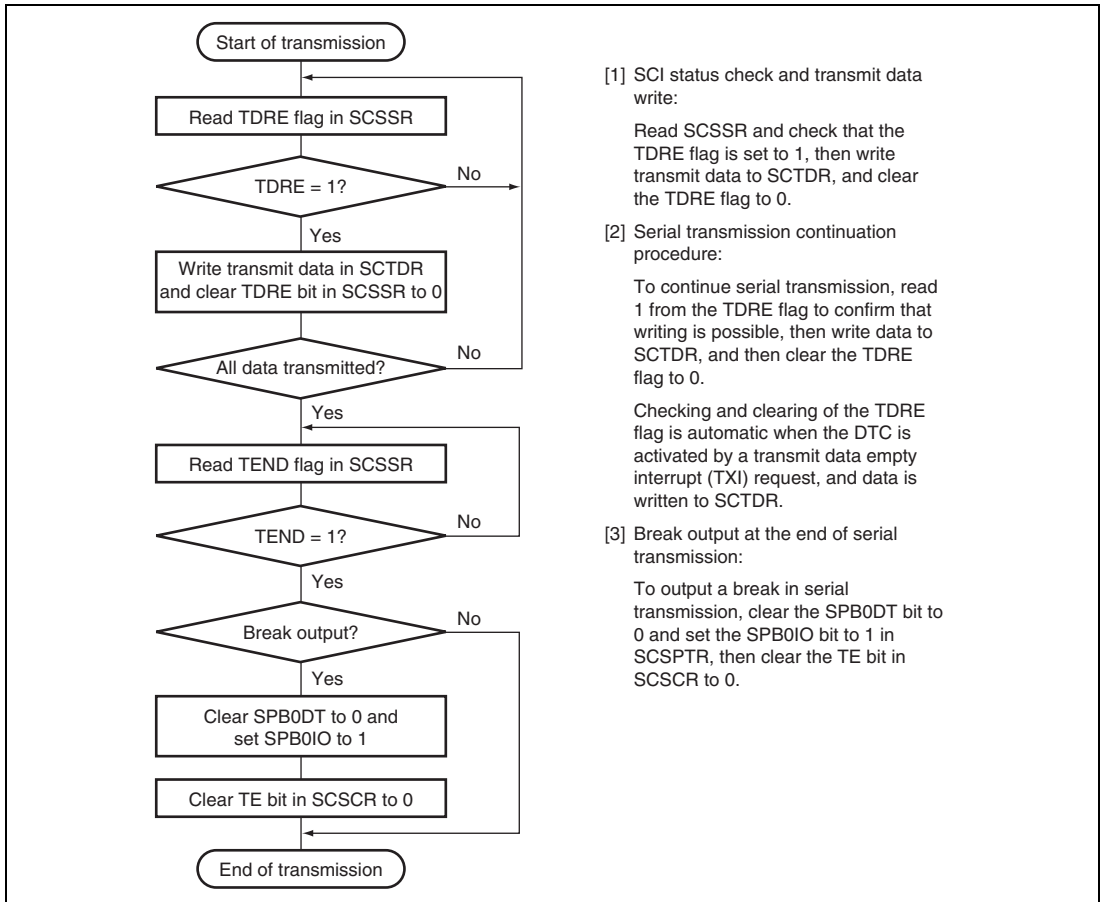 Start of transmission
Read TDRE flag in SCSSR
TDRE = 1?
No
Yes
Write transmit data in SCTDR
and clear TDRE bit in SCSSR to 0
All data transmitted?
No
Yes
Read TEND flag in SCSSR
TEND = 1?
No
Yes
Break output?
No
Yes
Clear SPB0DT to 0 and
set SPB0IO to 1
Clear TE bit in SCSCR to 0
End of transmission
[1] SCI status check and transmit data
write:
Read SCSSR and check that the
TDRE flag is set to 1, then write
transmit data to SCTDR, and clear
the TDRE flag to 0.
[2] Serial transmission continuation
procedure:
To continue serial transmission, read
1 from the TDRE flag to confirm that
writing is possible, then write data to
SCTDR, and then clear the TDRE
flag to 0.
Checking and clearing of the TDRE
flag is automatic when the DTC is
activated by a transmit data empty
interrupt (TXI) request, and data is
written to SCTDR.
[3] Break output at the end of serial
transmission:
To output a break in serial
transmission, clear the SPB0DT bit to
0 and set the SPB0IO bit to 1 in
SCSPTR, then clear the TE bit in
SCSCR to 0.